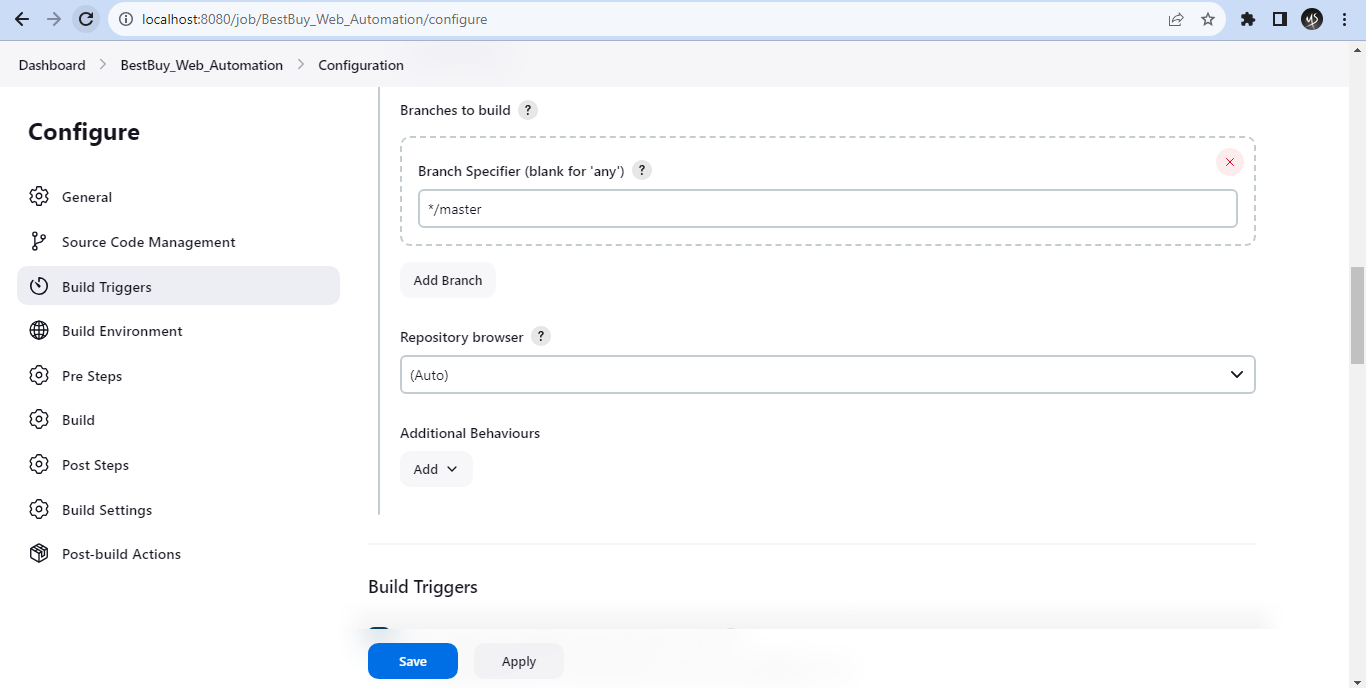 localhost:8080/job/BestBuy_Web_Automation/configure
Dashboard > BestBuy_Web_Automation > Configuration
Configure
General
Source Code Management
Build Triggers
Build Environment
Pre Steps
Build
Post Steps
Build Settings
Post-build Actions
Branches to build ?
Branch Specifier (blank for 'any') ?
*/master
Add Branch
Repository browser ?
(Auto)
Additional Behaviours
Add
Build Triggers
Save Apply